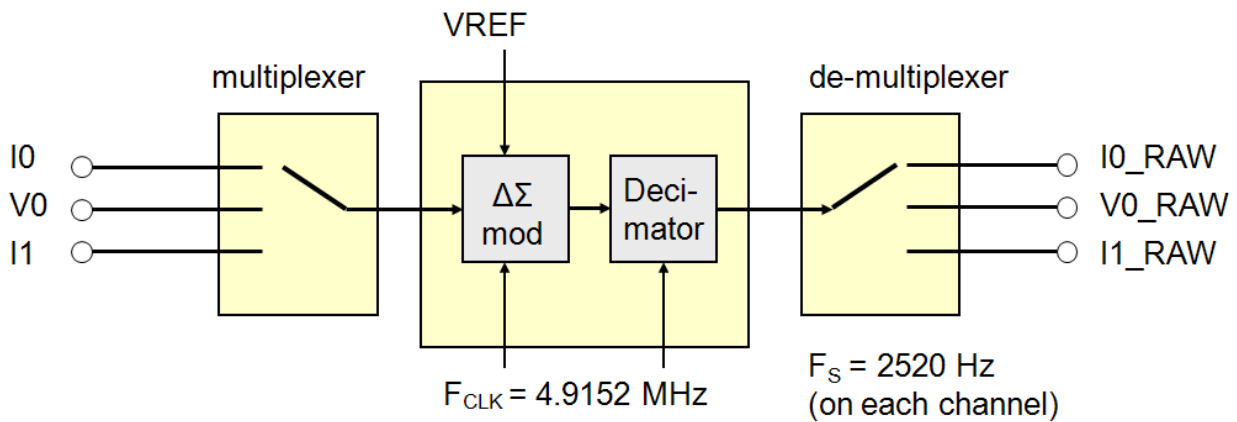 VREF
multiplexer
de-multiplexer
I0
V0
I1
ΔΣ
mod
Deci-
mator
I0_RAW
V0_RAW
I1_RAW
FCLK = 4.9152 MHz
FS = 2520 Hz
(on each channel)